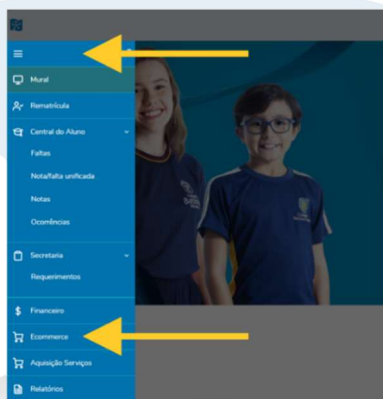 Mural
Rematrícula
Central do Aluno
Faltas
Nota/falta unificada
Notas
Ocorrências
Secretaria
Requerimentos
Financeiro
Ecommerce
Aquisição Serviços
Relatórios